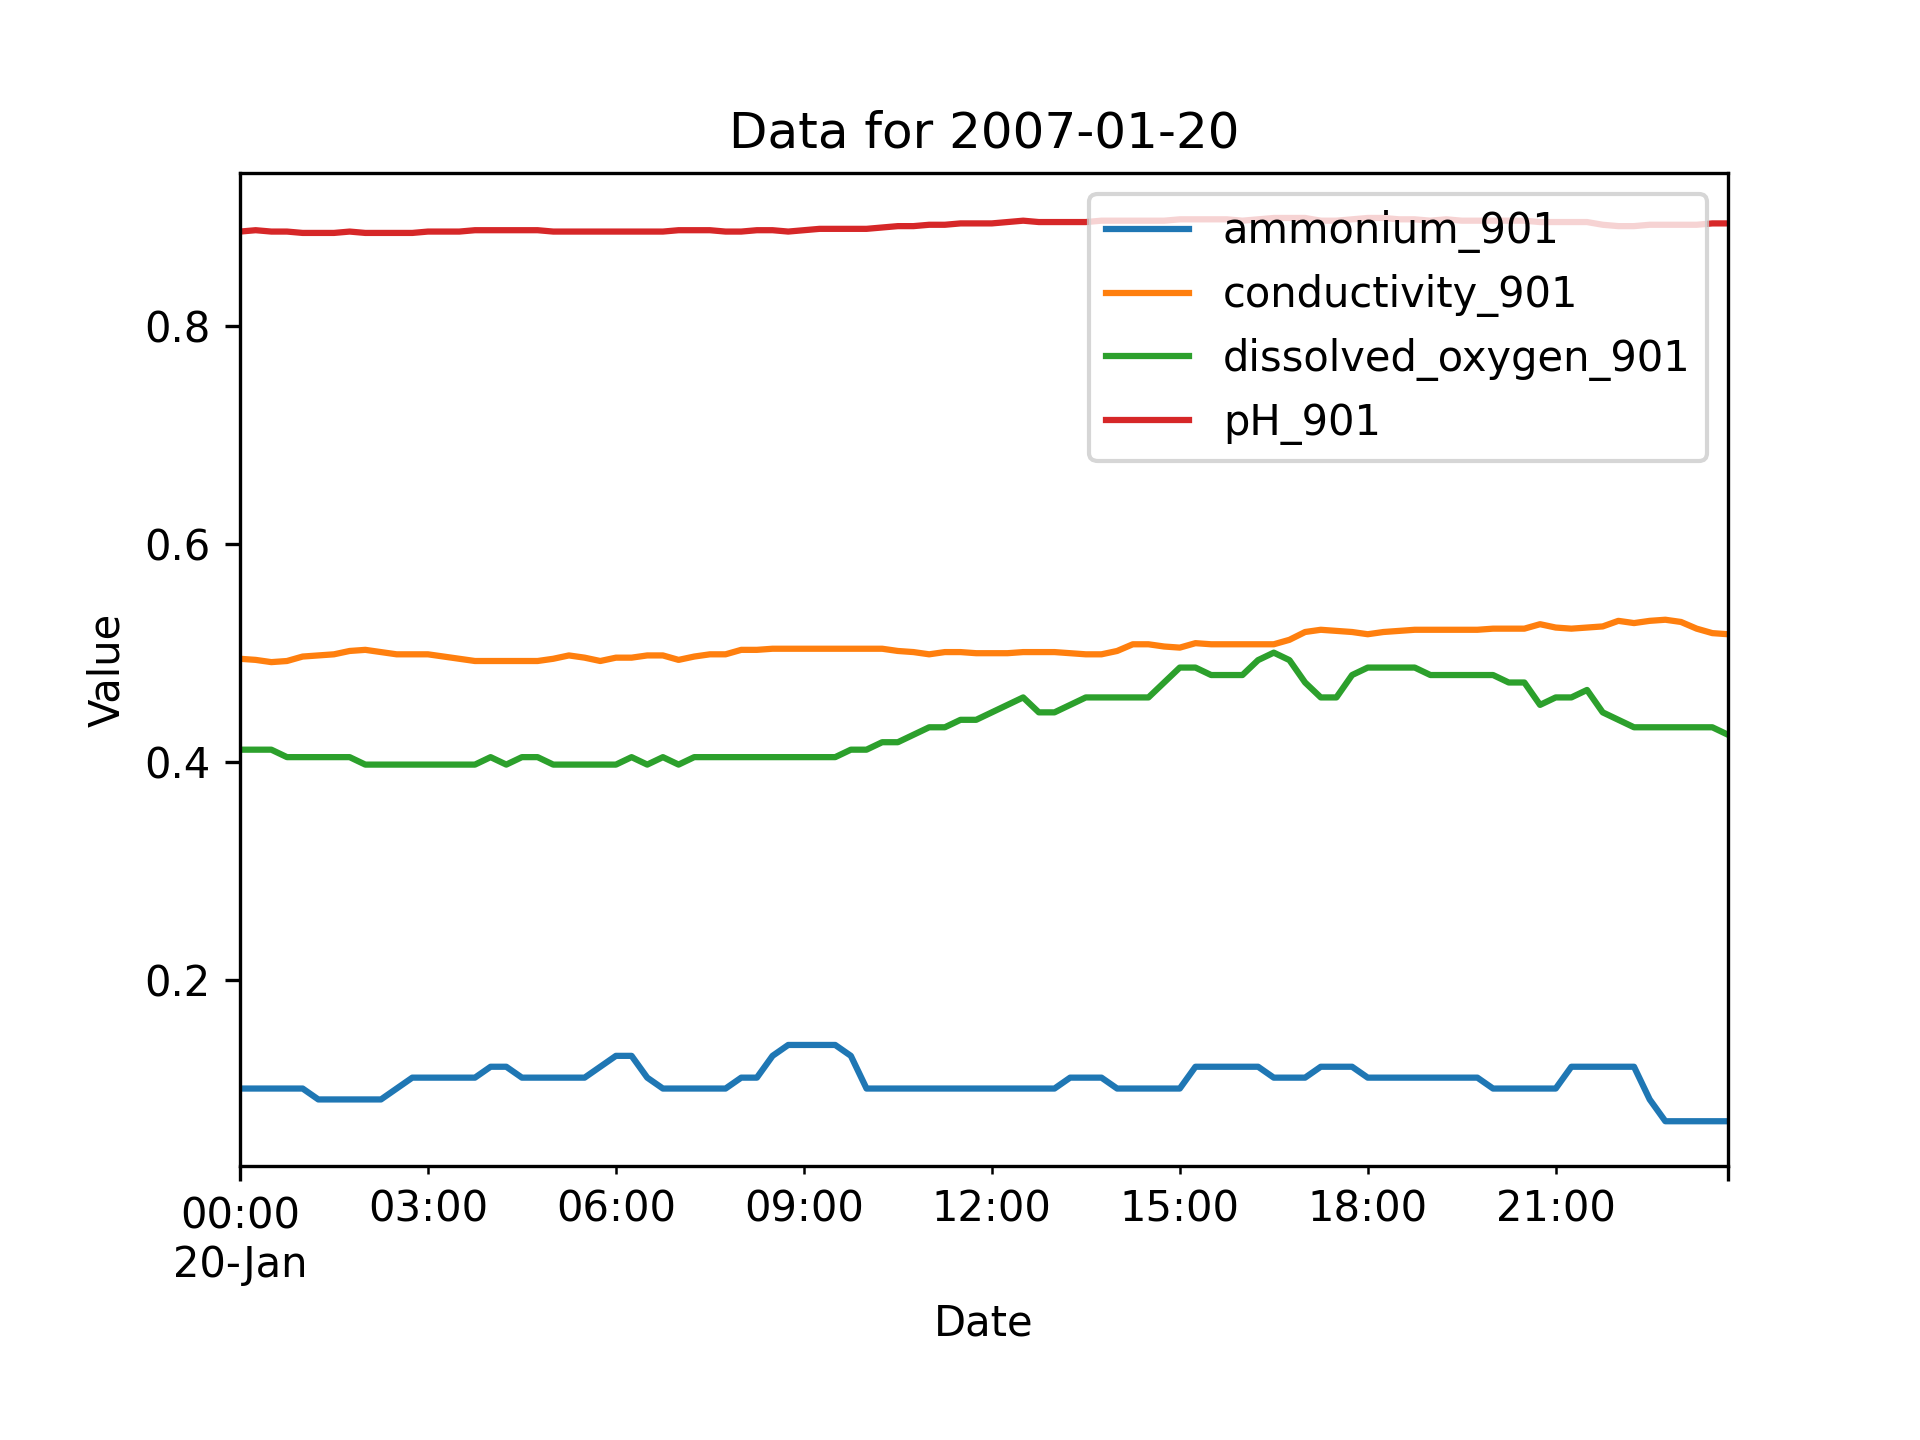 Data for 2007-01-20
ammonium_901
conductivity_901
dissolved_oxygen_901
pH_901
0.8
0.6
0.4
0.2
Value
00:00 03:00 06:00 09:00 12:00 15:00 18:00 21:00
20-Jan
Date